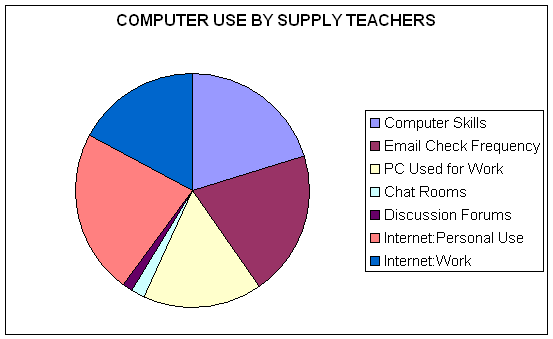 COMPUTER USE BY SUPPLY TEACHERS
Computer Skills
Email Check Frequency
PC Used for Work
Chat Rooms
Discussion Forums
Internet:Personal Use
Internet:Work